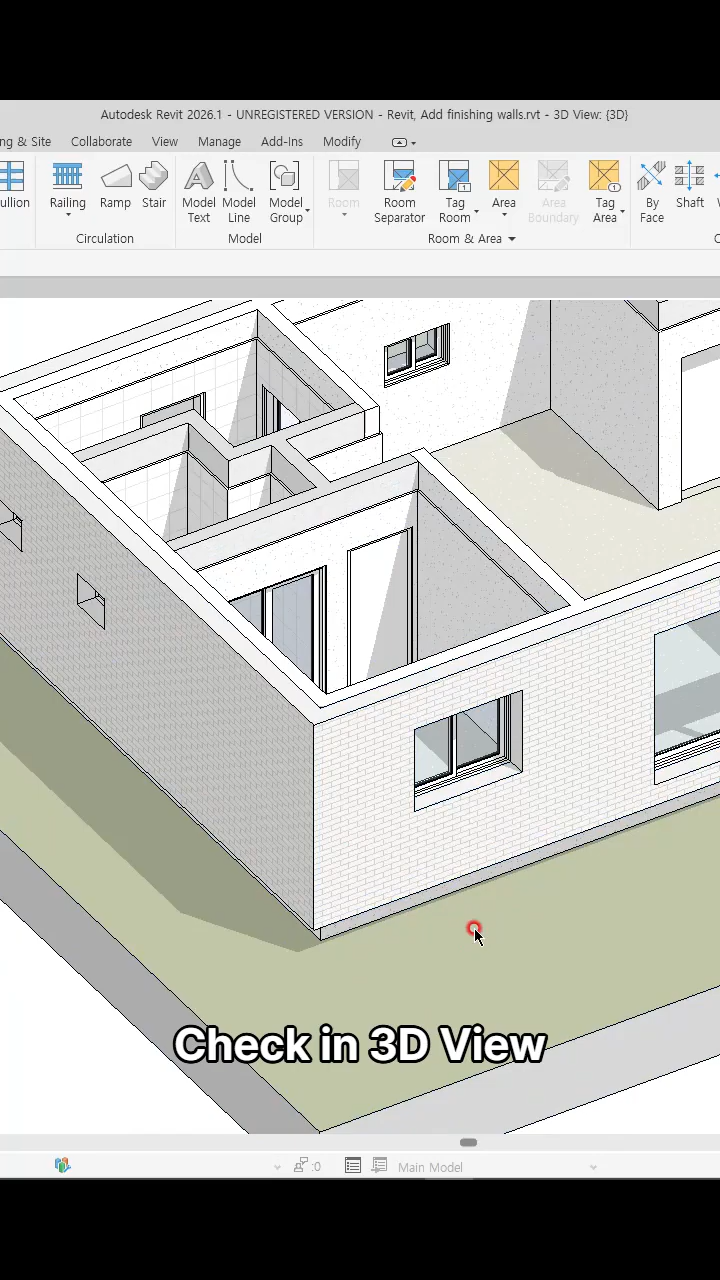 Autodesk Revit 2026.1 - UNREGISTERED VERSION - Revit, Add finishing walls.rvt - 3D View: {3D}
ng & Site Collaborate View Manage Add-Ins Modify
ullion Railing Ramp Stair Model Text Model Line Model Group Room Room Separator Tag Room Area Area Boundary Tag Area By Face Shaft
Circulation Model Room & Area
Check in 3D View
:0 Main Model